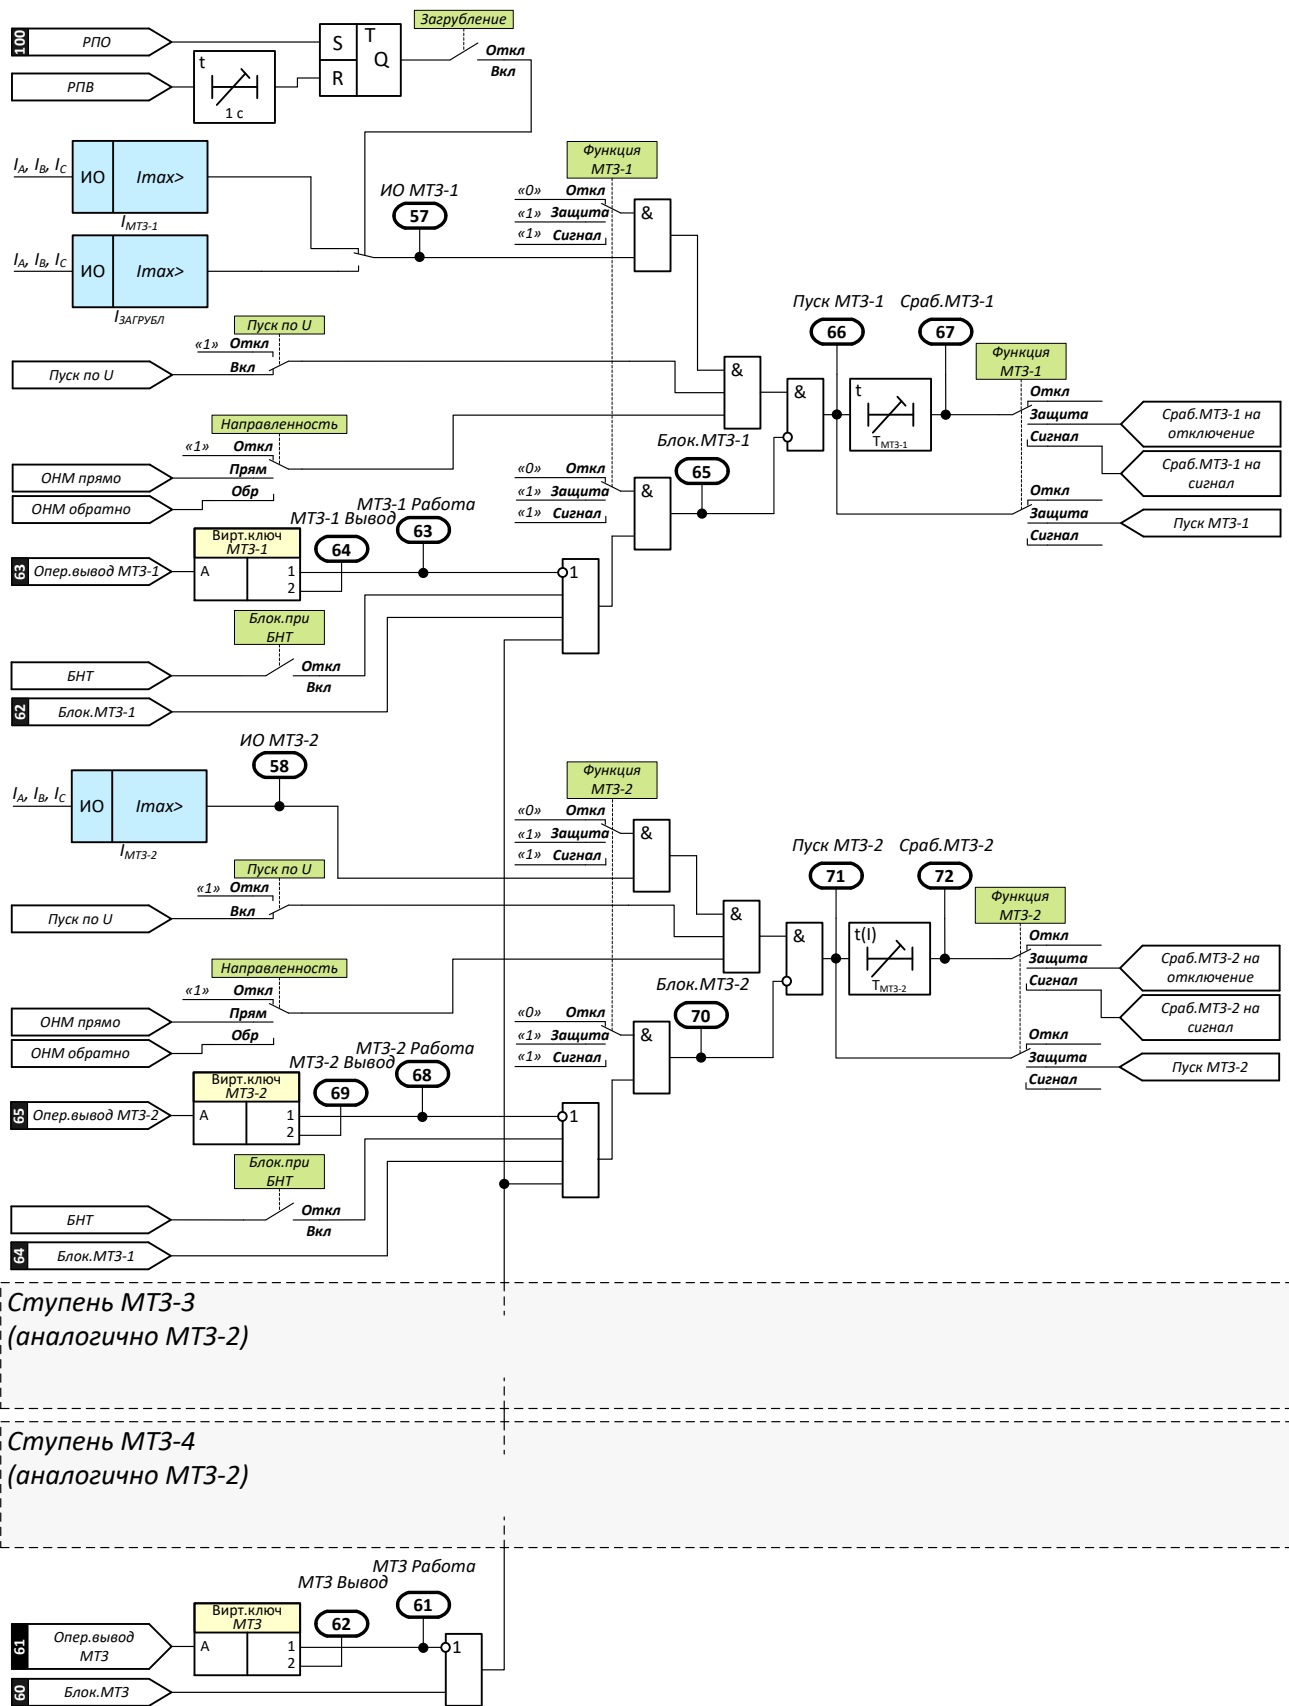 100 РПО
РПВ
t
1 с
S T
Q
R
Загрубление
Откл
Вкл
IA, IB, IC ИО Imax>
IМТЗ-1
IA, IB, IC ИО Imax>
IЗАГРУБЛ
ИО МТЗ-1
57
Функция
МТЗ-1
«0» Откл
«1» Защита
«1» Сигнал
&
Пуск по U
«1» Откл
Вкл
Пуск по U
&
&
Пуск МТЗ-1
66
Сраб.МТЗ-1
67
t
TМТЗ-1
Функция
МТЗ-1
Откл
Защита
Сигнал
Сраб.МТЗ-1 на
отключение
Сраб.МТЗ-1 на
сигнал
Откл
Защита
Сигнал
Пуск МТЗ-1
Направленность
«1» Откл
Прям
Обр
ОНМ прямо
ОНМ обратно
Блок.МТЗ-1
65
«0» Откл
«1» Защита
«1» Сигнал
&
МТЗ-1 Работа
63
МТЗ-1 Вывод
64
63 Опер.вывод МТЗ-1
Вирт.ключ
МТЗ-1
A 1
2
1
Блок.при
БНТ
Откл
Вкл
БНТ
62 Блок.МТЗ-1
ИО МТЗ-2
58
IA, IB, IC ИО Imax>
IМТЗ-2
Функция
МТЗ-2
«0» Откл
«1» Защита
«1» Сигнал
&
Пуск по U
«1» Откл
Вкл
Пуск по U
&
&
Пуск МТЗ-2
71
Сраб.МТЗ-2
72
t(I)
TМТЗ-2
Функция
МТЗ-2
Откл
Защита
Сигнал
Сраб.МТЗ-2 на
отключение
Сраб.МТЗ-2 на
сигнал
Откл
Защита
Сигнал
Пуск МТЗ-2
Направленность
«1» Откл
Прям
Обр
ОНМ прямо
ОНМ обратно
Блок.МТЗ-2
70
«0» Откл
«1» Защита
«1» Сигнал
&
МТЗ-2 Работа
68
МТЗ-2 Вывод
69
65 Опер.вывод МТЗ-2
Вирт.ключ
МТЗ-2
A 1
2
1
Блок.при
БНТ
Откл
Вкл
БНТ
64 Блок.МТЗ-1
Ступень МТЗ-3
(аналогично МТЗ-2)
Ступень МТЗ-4
(аналогично МТЗ-2)
МТЗ Работа
61
МТЗ Вывод
62
61 Опер.вывод
МТЗ
Вирт.ключ
МТЗ
A 1
2
1
60 Блок.МТЗ